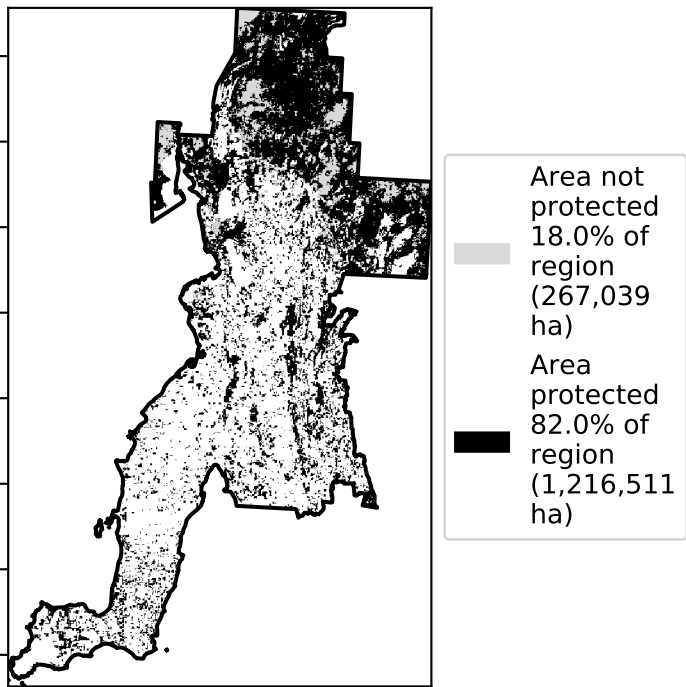 Area not
protected
18.0% of
region
(267,039
ha)
Area
protected
82.0% of
region
(1,216,511
ha)